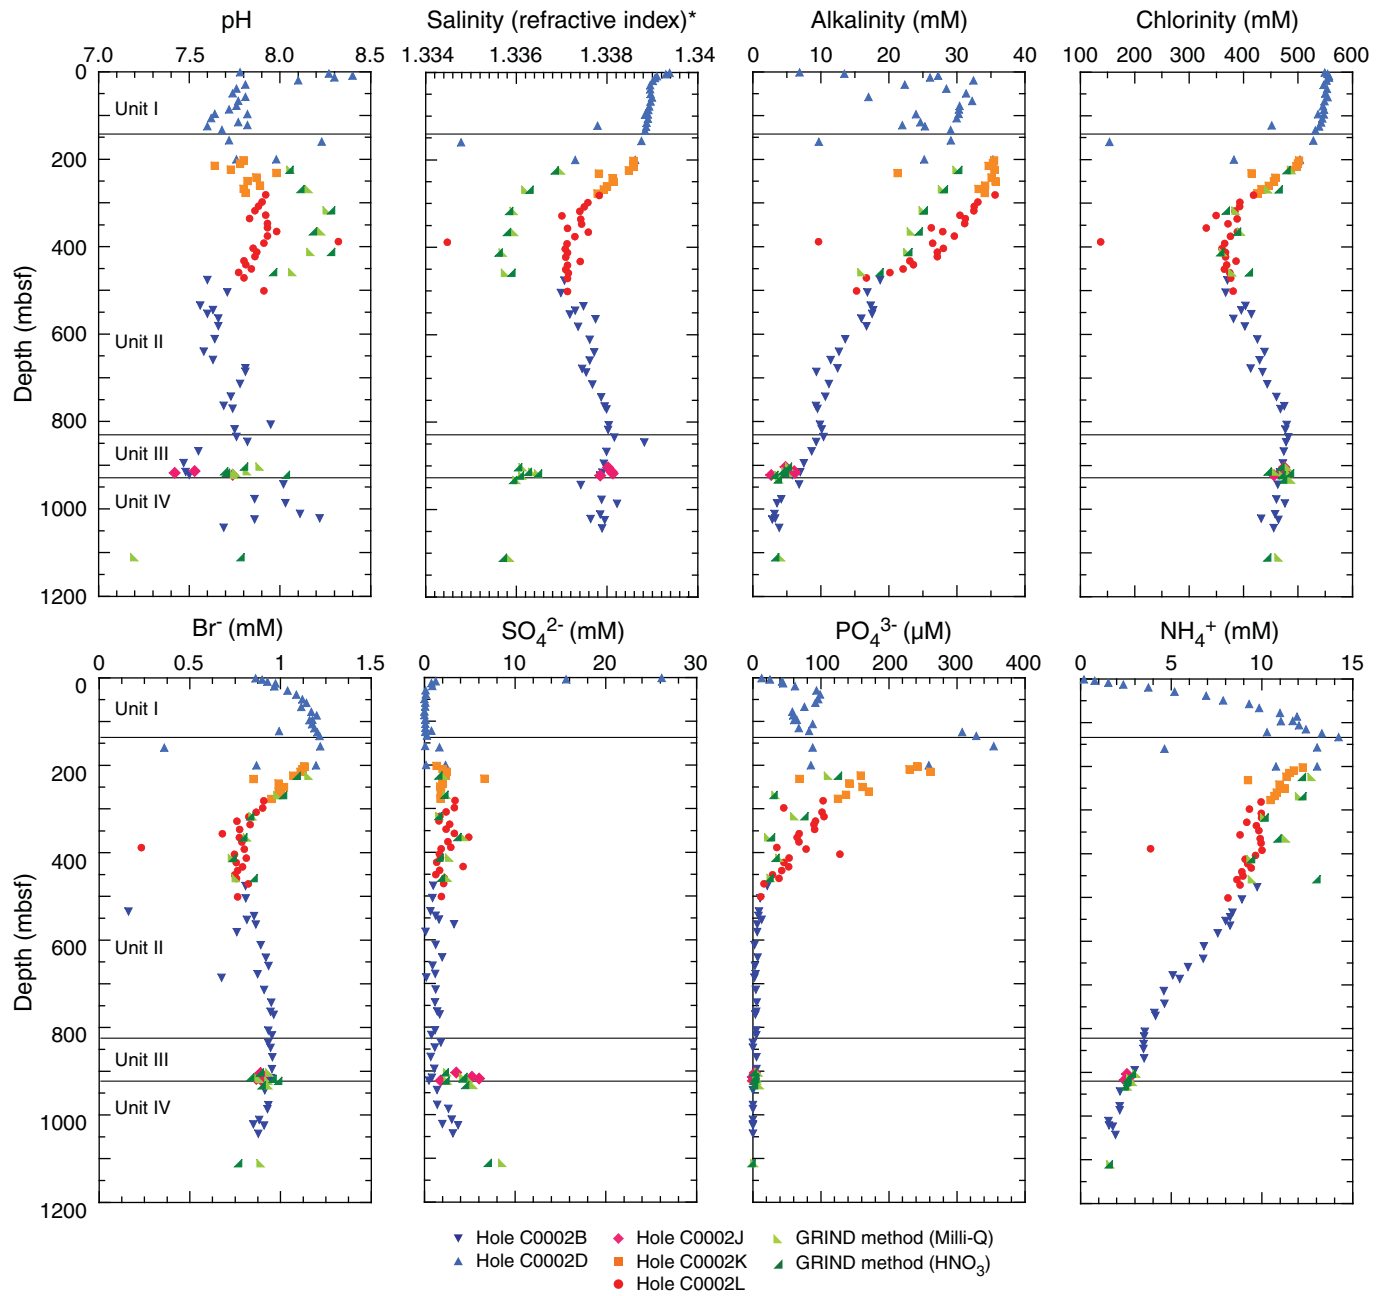 pH Salinity (refractive index)* Alkalinity (mM) Chlorinity (mM)
7.0 7.5 8.0 8.5 1.334 1.336 1.338 1.34 0 10 20 30 40 100 200 300 400 500 600
0
Unit I
200
400
Depth (mbsf)
600
Unit II
800
Unit III
1000
Unit IV
1200
Br- (mM) SO42- (mM) PO43- (µM) NH4+ (mM)
0 0.5 1 1.5 0 10 20 30 0 100 200 300 400 0 5 10 15
0
Unit I
200
400
Depth (mbsf)
600
Unit II
800
Unit III
1000
Unit IV
1200
Hole C0002B Hole C0002J GRIND method (Milli-Q)
Hole C0002D Hole C0002K GRIND method (HNO3)
Hole C0002L